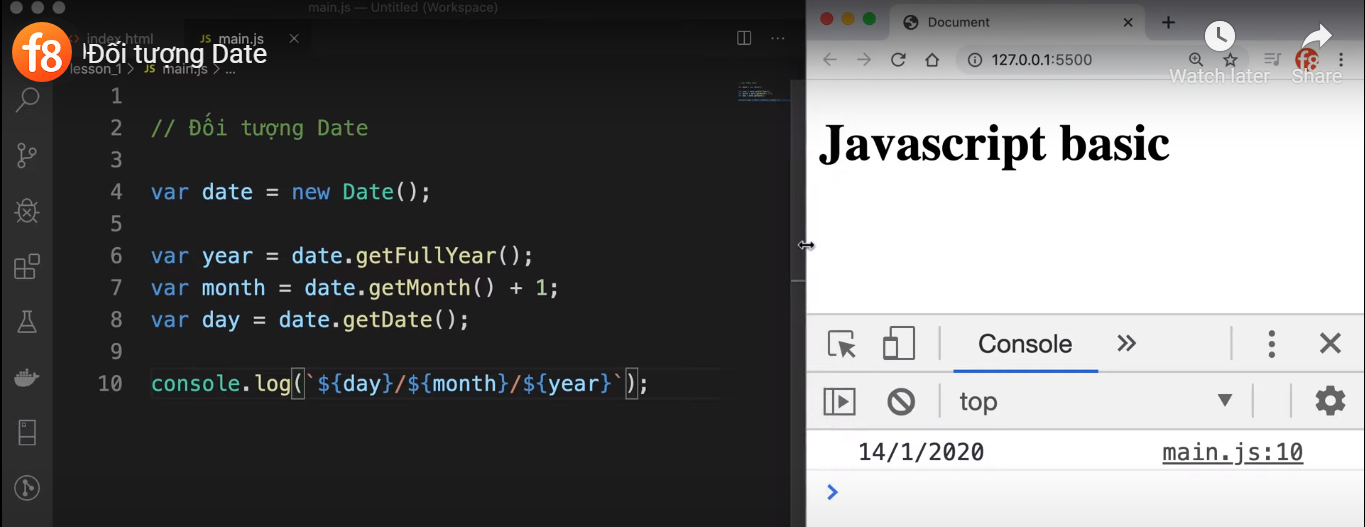 main.js — Untitled (Workspace)
f8 Đối tượng Date
index.html JS main.js
lesson_1 > JS main.js > ...
1
2 // Đối tượng Date
3
4 var date = new Date();
5
6 var year = date.getFullYear();
7 var month = date.getMonth() + 1;
8 var day = date.getDate();
9
10 console.log(`${day}/${month}/${year}`);
Document
127.0.0.1:5500
f8
Watch later Share
Javascript basic
Console
top
14/1/2020 main.js:10